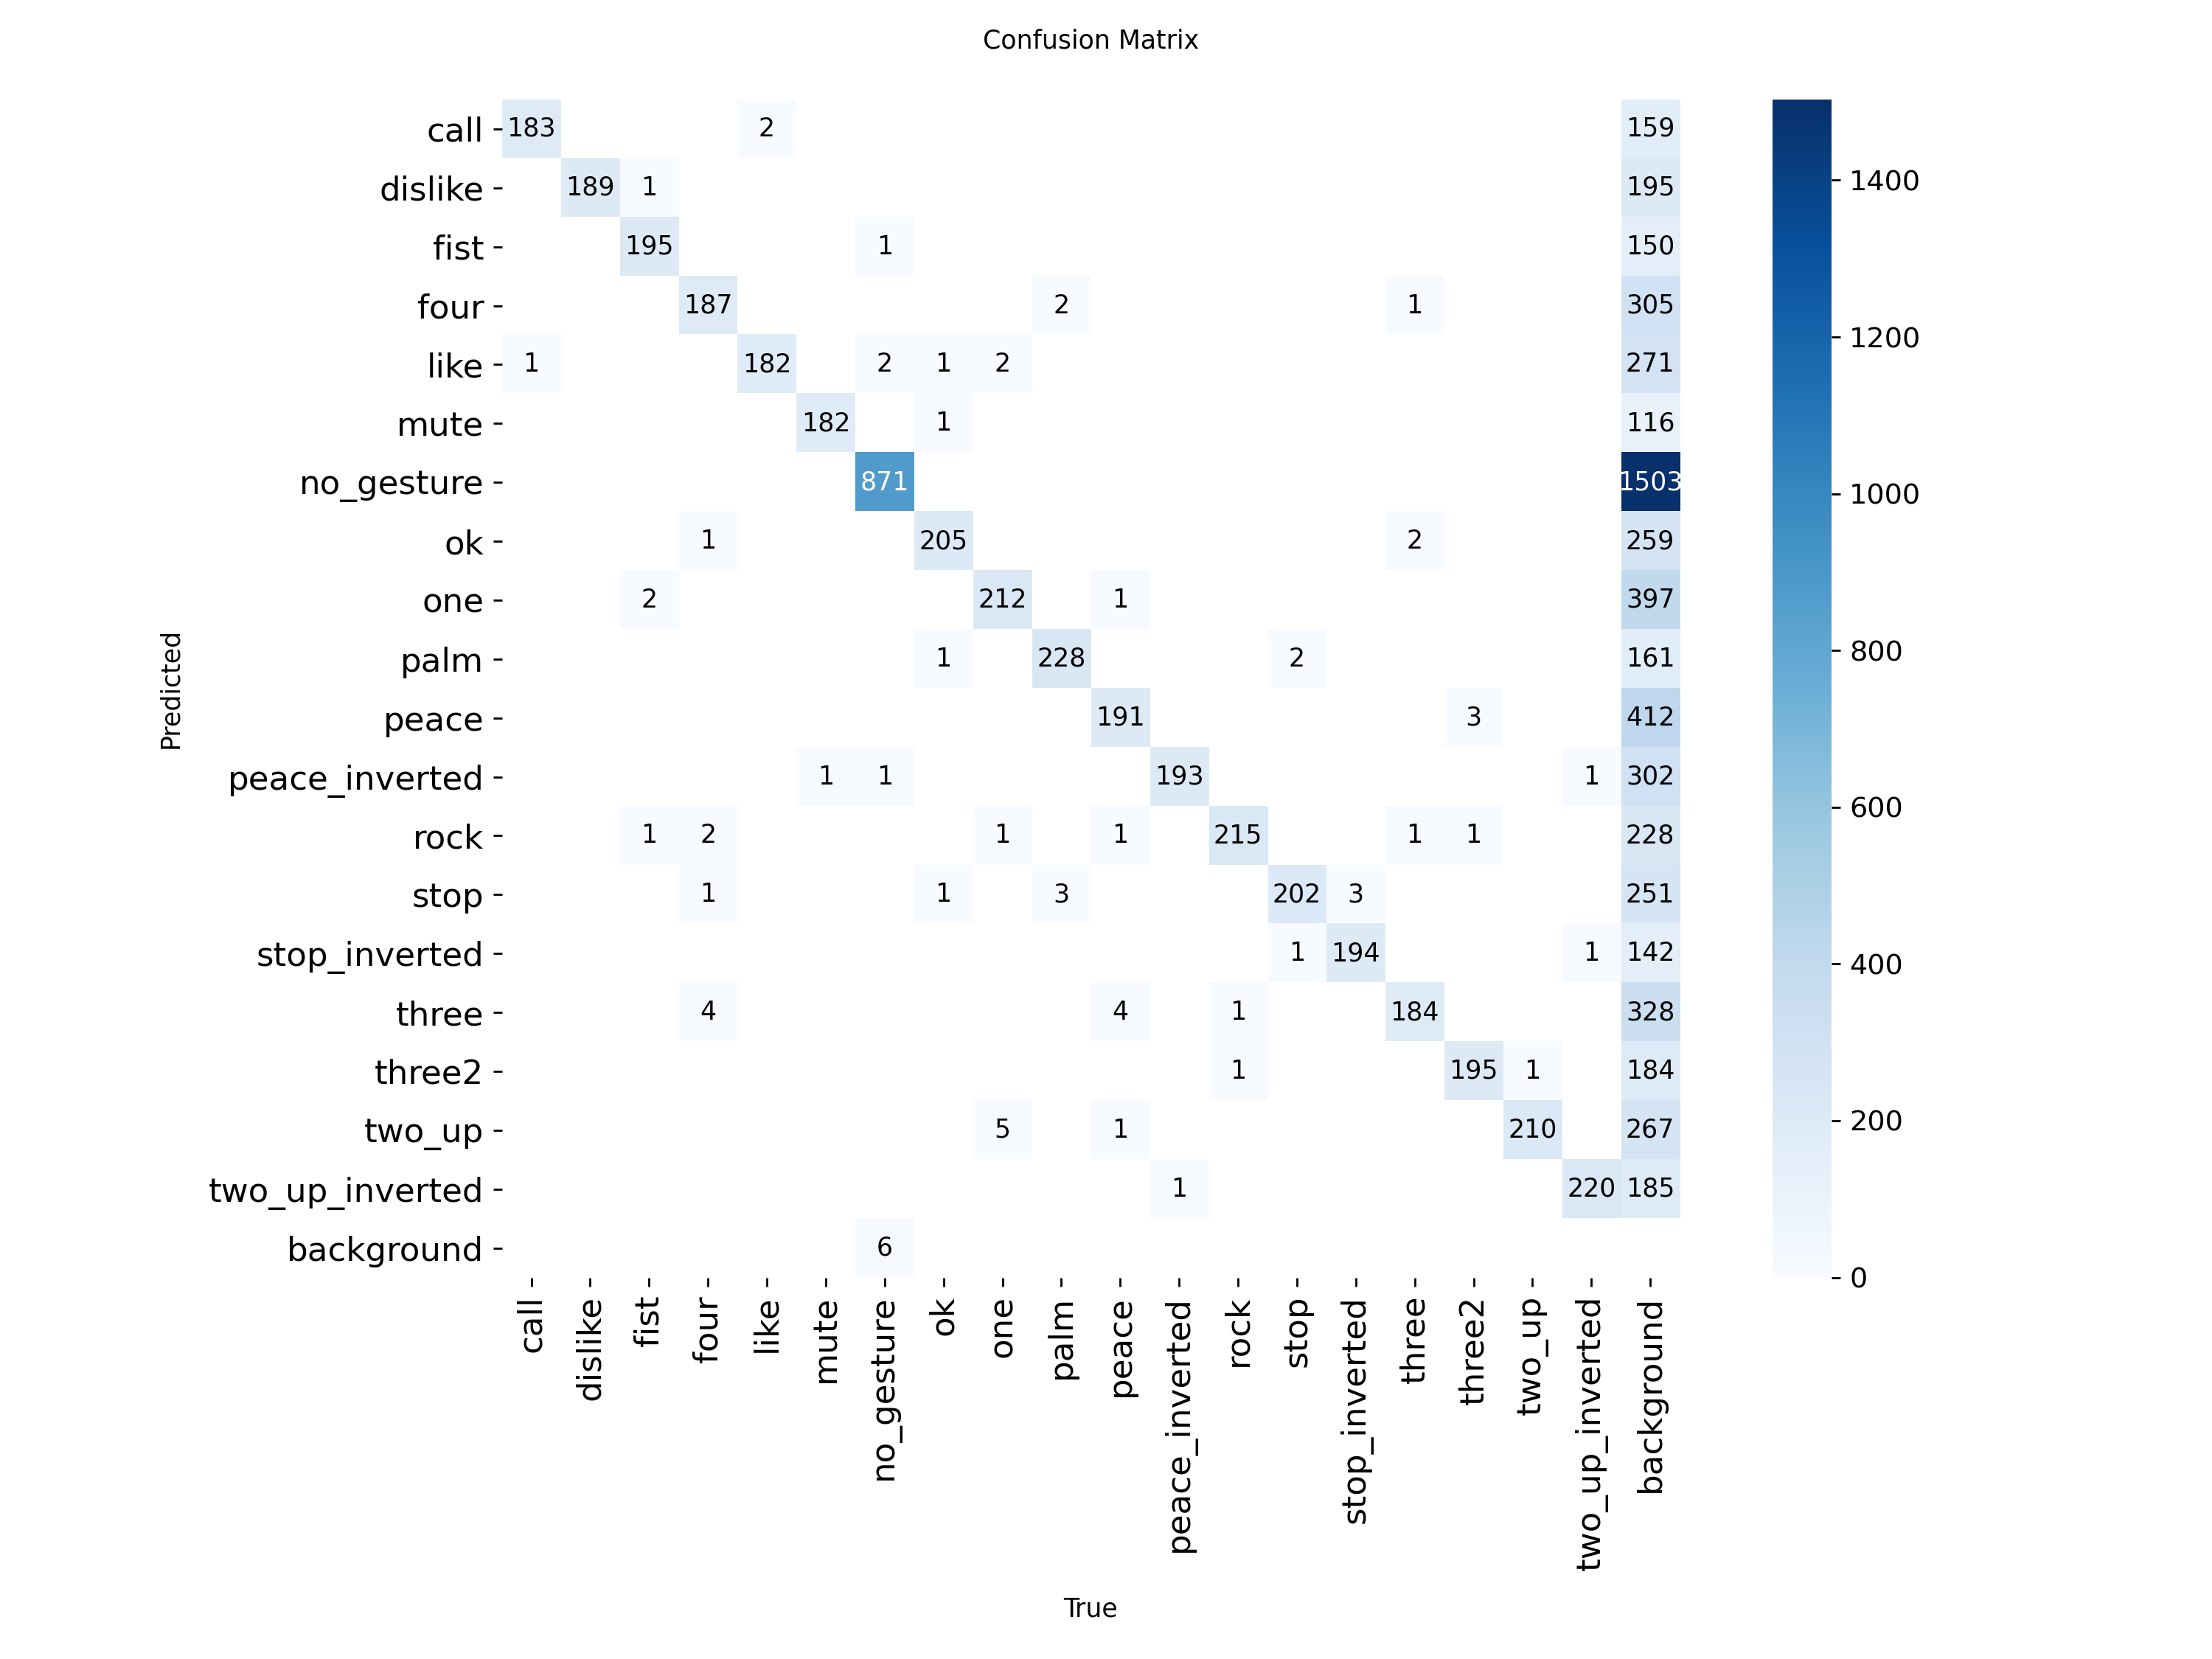 Confusion Matrix
call 183 2 159
dislike 189 1 195
fist 195 1 150
four 187 2 1 305
like 1 182 2 1 2 271
mute 182 1 116
no_gesture 871 1503
ok 1 205 2 259
one 2 212 1 397
palm 1 228 2 161
peace 191 3 412
peace_inverted 1 1 193 1 302
rock 1 2 1 1 215 1 1 228
stop 1 1 3 202 3 251
stop_inverted 1 194 1 142
three 4 4 1 184 328
three2 1 195 1 184
two_up 5 1 210 267
two_up_inverted 1 220 185
background 6
Predicted
call
dislike
fist
four
like
mute
no_gesture
ok
one
palm
peace
peace_inverted
rock
stop
stop_inverted
three
three2
two_up
two_up_inverted
background
True
1400
1200
1000
800
600
400
200
0